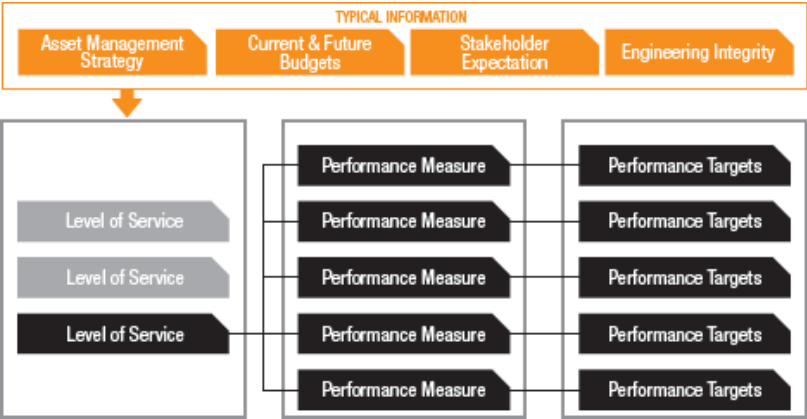 TYPICAL INFORMATION
Asset Management
Strategy
Current & Future
Budgets
Stakeholder
Expectation
Engineering Integrity
Performance Measure
Performance Targets
Level of Service
Performance Measure
Performance Targets
Level of Service
Performance Measure
Performance Targets
Level of Service
Performance Measure
Performance Targets
Performance Measure
Performance Targets